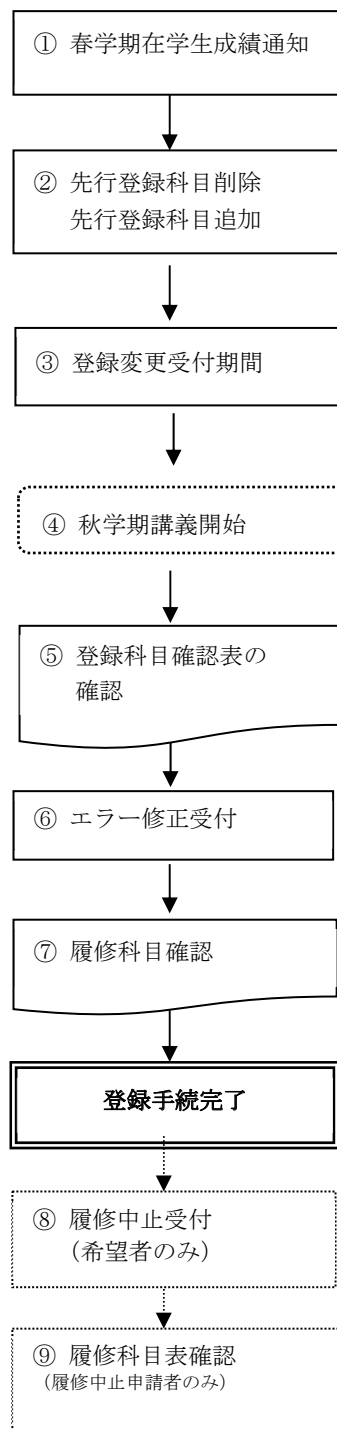 ① 春学期在学生成績通知
② 先行登録科目削除
先行登録科目追加
③ 登録変更受付期間
④ 秋学期講義開始
⑤ 登録科目確認表の
確認
⑥ エラー修正受付
⑦ 履修科目確認
登録手続完了
⑧ 履修中止受付
（希望者のみ）
⑨ 履修科目表確認
（履修中止申請者のみ）